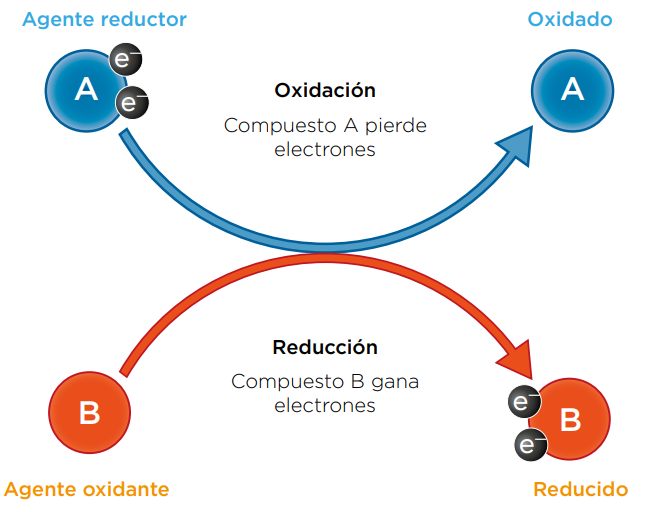 Agente reductor
Oxidado
e⁻
A
e⁻
A
Oxidación
Compuesto A pierde
electrones
Reducción
Compuesto B gana
electrones
B
e⁻
B
e⁻
Agente oxidante
Reducido